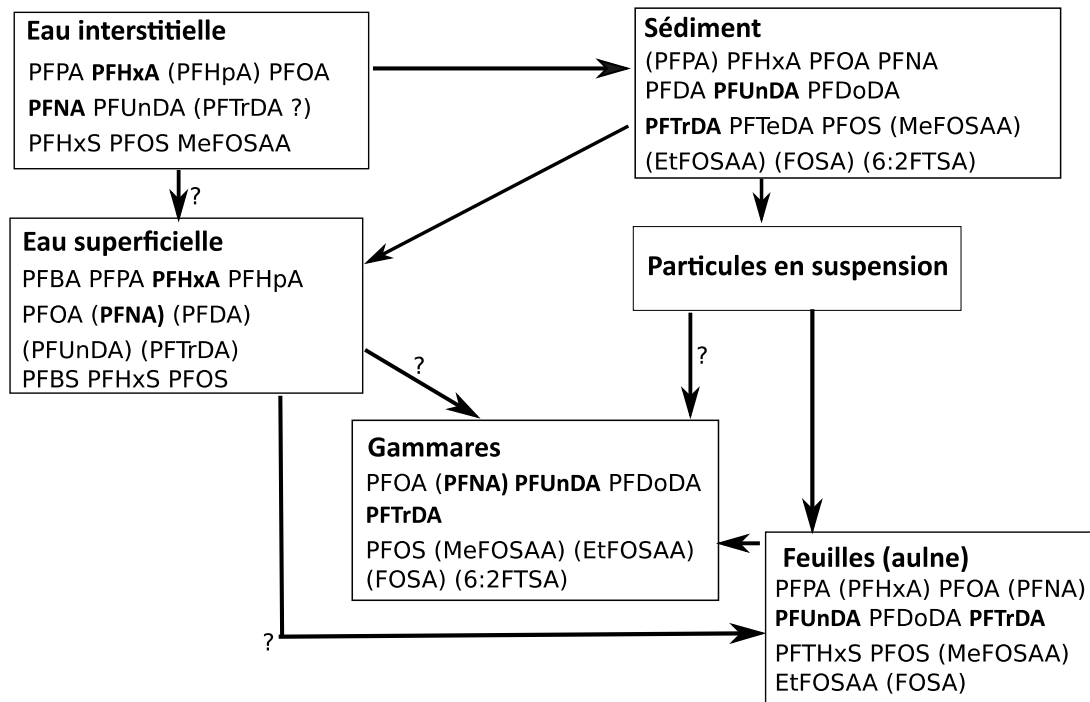 Eau interstitielle
PFPA PFHxA (PFHpA) PFOA
PFNA PFUnDA (PFTrDA ?)
PFHxS PFOS MeFOSAA
Sédiment
(PFPA) PFHxA PFOA PFNA
PFDA PFUnDA PFDoDA
PFTrDA PFTeDA PFOS (MeFOSAA)
(EtFOSAA) (FOSA) (6:2FTSA)
?
Eau superficielle
PFBA PFPA PFHxA PFHpA
PFOA (PFNA) (PFDA)
(PFUnDA) (PFTrDA)
PFBS PFHxS PFOS
Particules en suspension
?
?
Gammares
PFOA (PFNA) PFUnDA PFDoDA
PFTrDA
PFOS (MeFOSAA) (EtFOSAA)
(FOSA) (6:2FTSA)
Feuilles (aulne)
PFPA (PFHxA) PFOA (PFNA)
PFUnDA PFDoDA PFTrDA
PFTHxS PFOS (MeFOSAA)
EtFOSAA (FOSA)
?